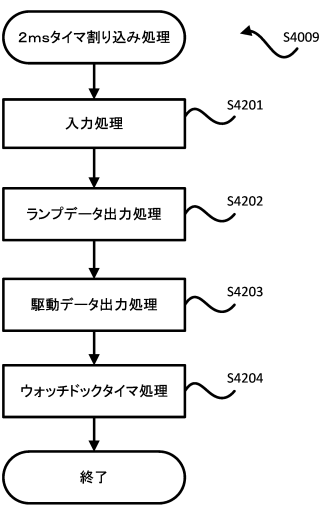 2msタイマ割り込み処理
S4009
入力処理
S4201
ランプデータ出力処理
S4202
駆動データ出力処理
S4203
ウォッチドックタイマ処理
S4204
終了